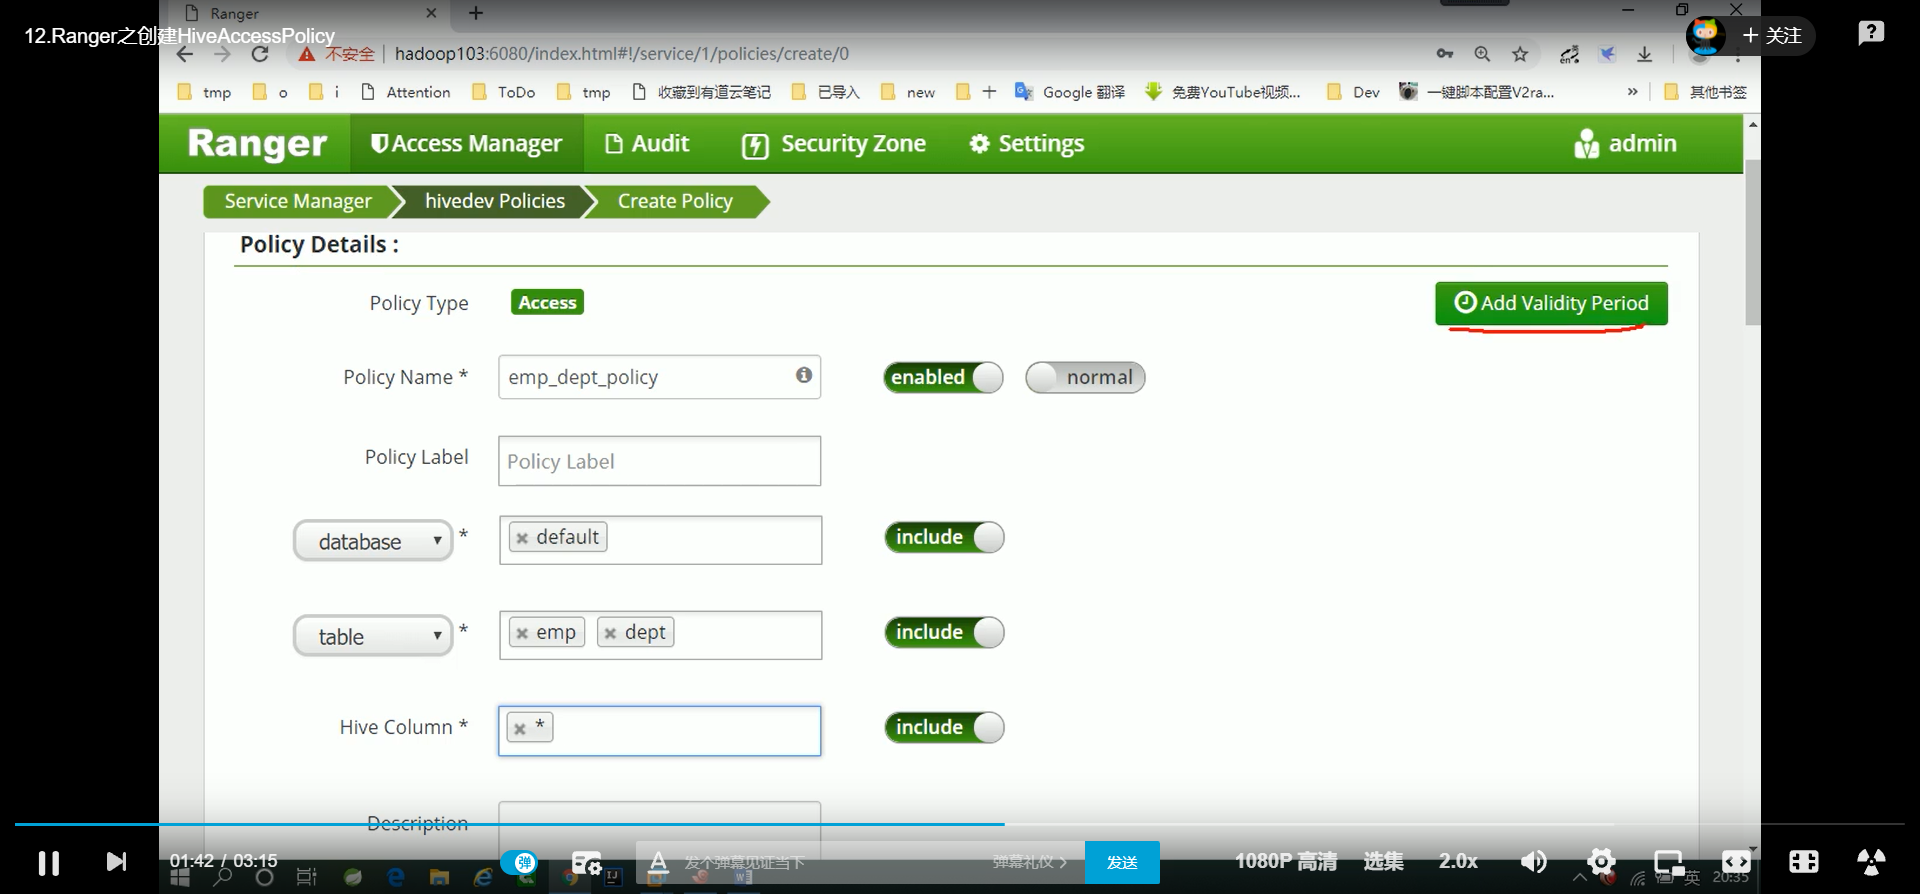 Ranger
12.Ranger之创建HiveAccessPolicy
+ 关注
不安全 hadoop103:6080/index.html#!/service/1/policies/create/0
tmp o i Attention ToDo tmp 收藏到有道云笔记 已导入 new + Google 翻译 免费YouTube视频... Dev 一键脚本配置V2ra... » 其他书签
Ranger Access Manager Audit Security Zone Settings admin
Service Manager hivedev Policies Create Policy
Policy Details :
Policy Type Access Add Validity Period
Policy Name * emp_dept_policy enabled normal
Policy Label Policy Label
database * default include
table * emp dept include
Hive Column * * include
Description
01:42 / 03:15 弹 发个弹幕见证当下 弹幕礼仪 > 发送 1080P 高清 选集 2.0x
英 20:35